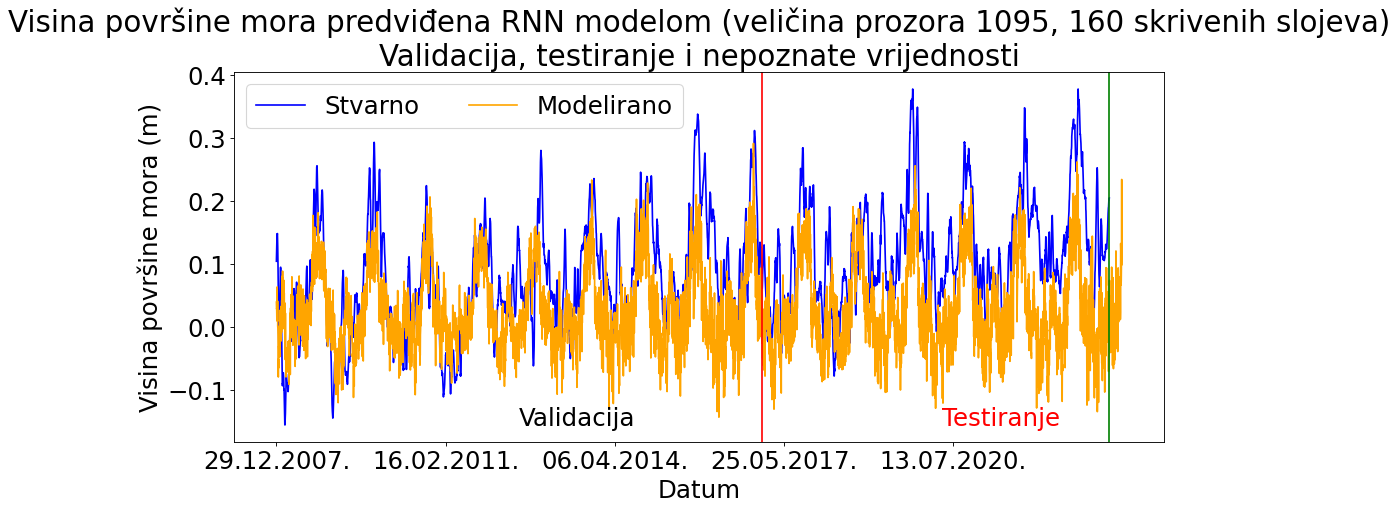 Visina površine mora predviđena RNN modelom (veličina prozora 1095, 160 skrivenih slojeva)
Validacija, testiranje i nepoznate vrijednosti
Stvarno
Modelirano
Visina površine mora (m)
0.4
0.3
0.2
0.1
0.0
−0.1
Validacija
Testiranje
29.12.2007.
16.02.2011.
06.04.2014.
25.05.2017.
13.07.2020.
Datum